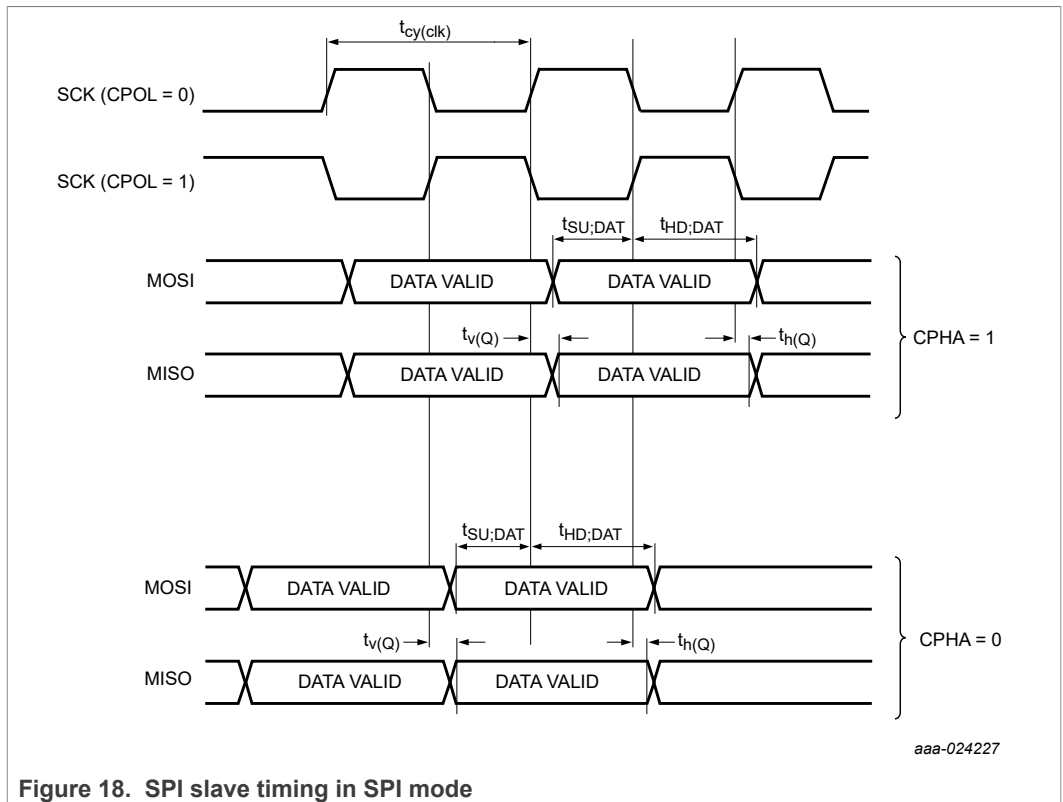 tcy(clk)
SCK (CPOL = 0)
SCK (CPOL = 1)
tSU;DAT tHD;DAT
MOSI DATA VALID DATA VALID
tv(Q) th(Q)
CPHA = 1
MISO DATA VALID DATA VALID
tSU;DAT tHD;DAT
MOSI DATA VALID DATA VALID
tv(Q) th(Q)
CPHA = 0
MISO DATA VALID DATA VALID
aaa-024227
Figure 18. SPI slave timing in SPI mode